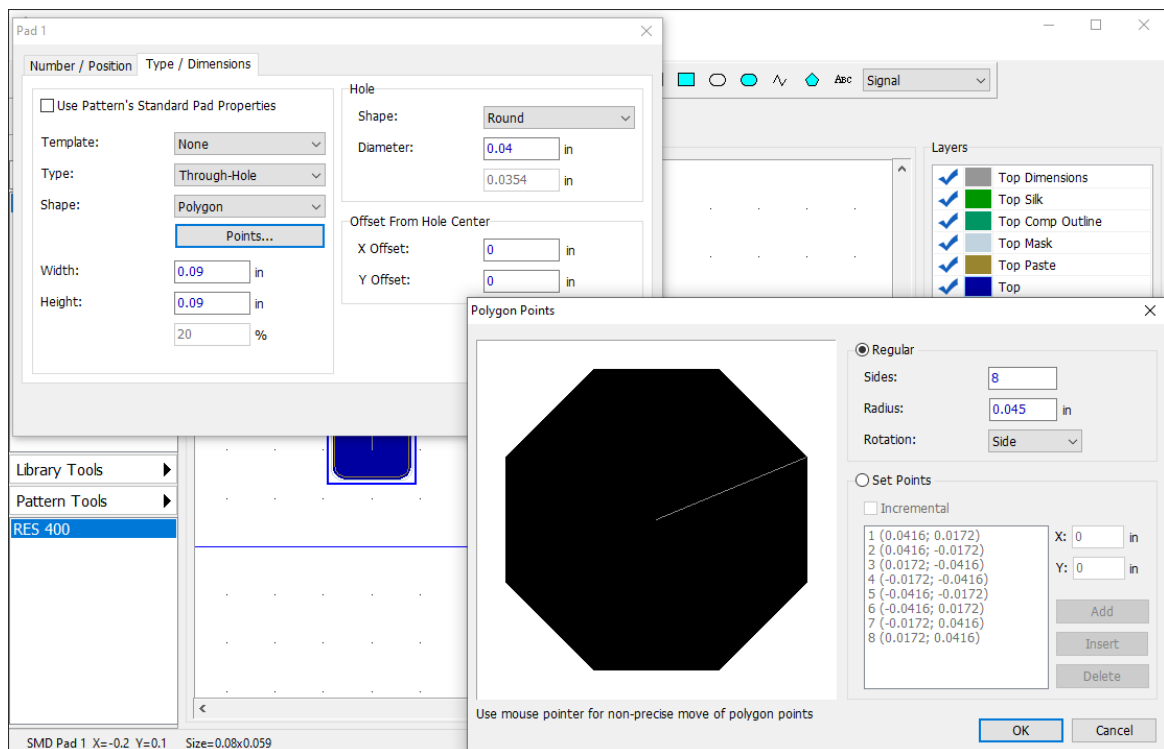 Pad 1
Number / Position
Type / Dimensions
Use Pattern's Standard Pad Properties
Template:
None
Type:
Through-Hole
Shape:
Polygon
Points...
Width:
0.09
in
Height:
0.09
in
20
%
Hole
Shape:
Round
Diameter:
0.04
in
0.0354
in
Offset From Hole Center
X Offset:
0
in
Y Offset:
0
in
ABC
Signal
Layers
Top Dimensions
Top Silk
Top Comp Outline
Top Mask
Top Paste
Top
Library Tools
Pattern Tools
RES 400
Polygon Points
Regular
Sides:
8
Radius:
0.045
in
Rotation:
Side
Set Points
Incremental
1 (0.0416; 0.0172)
2 (0.0416; -0.0172)
3 (0.0172; -0.0416)
4 (-0.0172; -0.0416)
5 (-0.0416; -0.0172)
6 (-0.0416; 0.0172)
7 (-0.0172; 0.0416)
8 (0.0172; 0.0416)
X:
0
in
Y:
0
in
Add
Insert
Delete
Use mouse pointer for non-precise move of polygon points
OK
Cancel
SMD Pad 1 X=-0.2 Y=0.1 Size=0.08x0.059